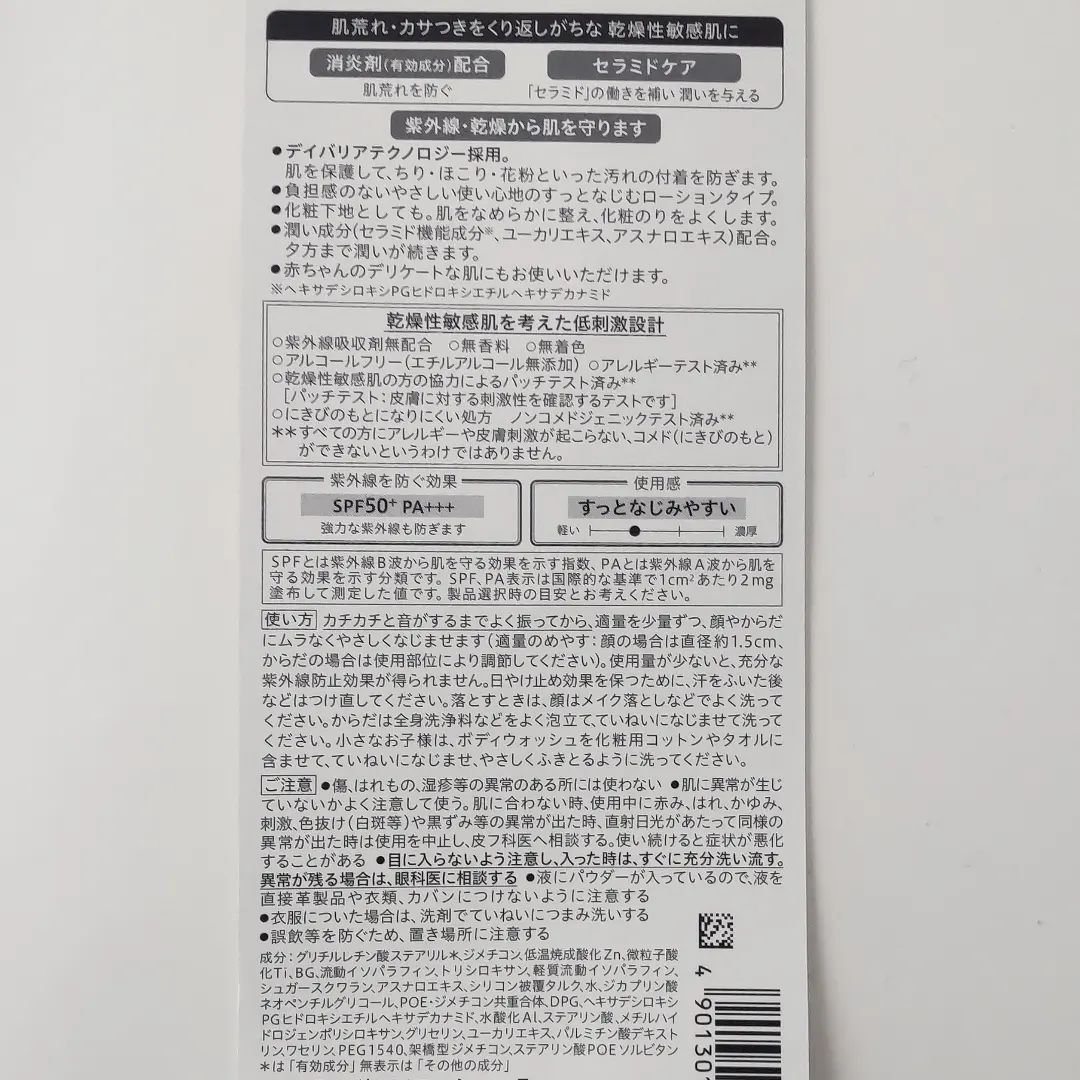 肌荒れ・カサつきをくり返しがちな 乾燥性敏感肌に
消炎剤(有効成分)配合
セラミドケア
肌荒れを防ぐ
「セラミド」の働きを補い 潤いを与える
紫外線・乾燥から肌を守ります
●デイバリアテクノロジー採用。
肌を保護して、ちり・ほこり・花粉といった汚れの付着を防ぎます。
●負担感のないやさしい使い心地のすっとなじむローションタイプ。
●化粧下地としても。肌をなめらかに整え、化粧のりをよくします。
●潤い成分(セラミド機能成分※、ユーカリエキス、アスナロエキス)配合。
夕方まで潤いが続きます。
●赤ちゃんのデリケートな肌にもお使いいただけます。
※ヘキサデシロキシPGヒドロキシエチルヘキサデカナミド
乾燥性敏感肌を考えた低刺激設計
○紫外線吸収剤無配合 ○無香料 ○無着色
○アルコールフリー(エチルアルコール無添加) ○アレルギーテスト済み**
○乾燥性敏感肌の方の協力によるパッチテスト済み**
[パッチテスト:皮膚に対する刺激性を確認するテストです]
○にきびのもとになりにくい処方 ノンコメドジェニックテスト済み**
**すべての方にアレルギーや皮膚刺激が起こらない、コメド(にきびのもと)
ができないというわけではありません。
紫外線を防ぐ効果
SPF50+ PA+++
強力な紫外線も防ぎます
使用感
すっとなじみやすい
軽い 濃厚
SPFとは紫外線B波から肌を守る効果を示す指数、PAとは紫外線A波から肌を
守る効果を示す分類です。SPF、PA表示は国際的な基準で1cm²あたり2mg
塗布して測定した値です。製品選択時の目安とお考えください。
使い方 カチカチと音がするまでよく振ってから、適量を少量ずつ、顔やからだ
にムラなくやさしくなじませます(適量のめやす:顔の場合は直径約1.5cm、
からだの場合は使用部位により調節してください)。使用量が少ないと、充分な
紫外線防止効果が得られません。日やけ止め効果を保つために、汗をふいた後
などはつけ直してください。落とすときは、顔はメイク落としなどでよく洗って
ください。からだは全身洗浄料などをよく泡立て、ていねいになじませて洗って
ください。小さなお子様は、ボディウォッシュを化粧用コットンやタオルに
含ませて、ていねいになじませ、やさしくふきとるように洗ってください。
ご注意 ●傷、はれもの、湿疹等の異常のある所には使わない ●肌に異常が生じ
ていないかよく注意して使う。肌に合わない時、使用中に赤み、はれ、かゆみ、
刺激、色抜け(白斑等)や黒ずみ等の異常が出た時、直射日光があたって同様の
異常が出た時は使用を中止し、皮フ科医へ相談する。使い続けると症状が悪化
することがある ●目に入らないよう注意し、入った時は、すぐに充分洗い流す。
異常が残る場合は、眼科医に相談する ●液にパウダーが入っているので、液を
直接革製品や衣類、カバンにつけないように注意する
●衣服についた場合は、洗剤でていねいにつまみ洗いする
●誤飲等を防ぐため、置き場所に注意する
成分:グリチルレチン酸ステアリル*、ジメチコン、低温焼成酸化Zn、微粒子酸
化Ti、BG、流動イソパラフィン、トリシロキサン、軽質流動イソパラフィン、
シュガースクワラン、アスナロエキス、シリコン被覆タルク、水、ジカプリン酸
ネオペンチルグリコール、POE・ジメチコン共重合体、DPG、ヘキサデシロキシ
PGヒドロキシエチルヘキサデカナミド、水酸化Al、ステアリン酸、メチルハイ
ドロジェンポリシロキサン、グリセリン、ユーカリエキス、パルミチン酸デキスト
リン、ワセリン、PEG1540、架橋型ジメチコン、ステアリン酸POEソルビタン
*は「有効成分」無表示は「その他の成分」
4 90130